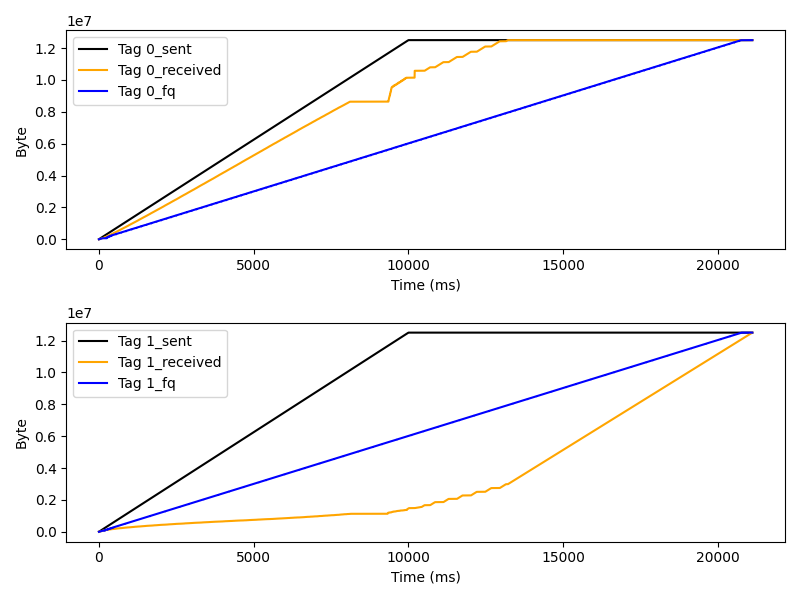 1e7
Tag 0_sent
Tag 0_received
Tag 0_fq
Byte
1.2
1.0
0.8
0.6
0.4
0.2
0.0
0 5000 10000 15000 20000
Time (ms)
1e7
Tag 1_sent
Tag 1_received
Tag 1_fq
Byte
1.2
1.0
0.8
0.6
0.4
0.2
0.0
0 5000 10000 15000 20000
Time (ms)